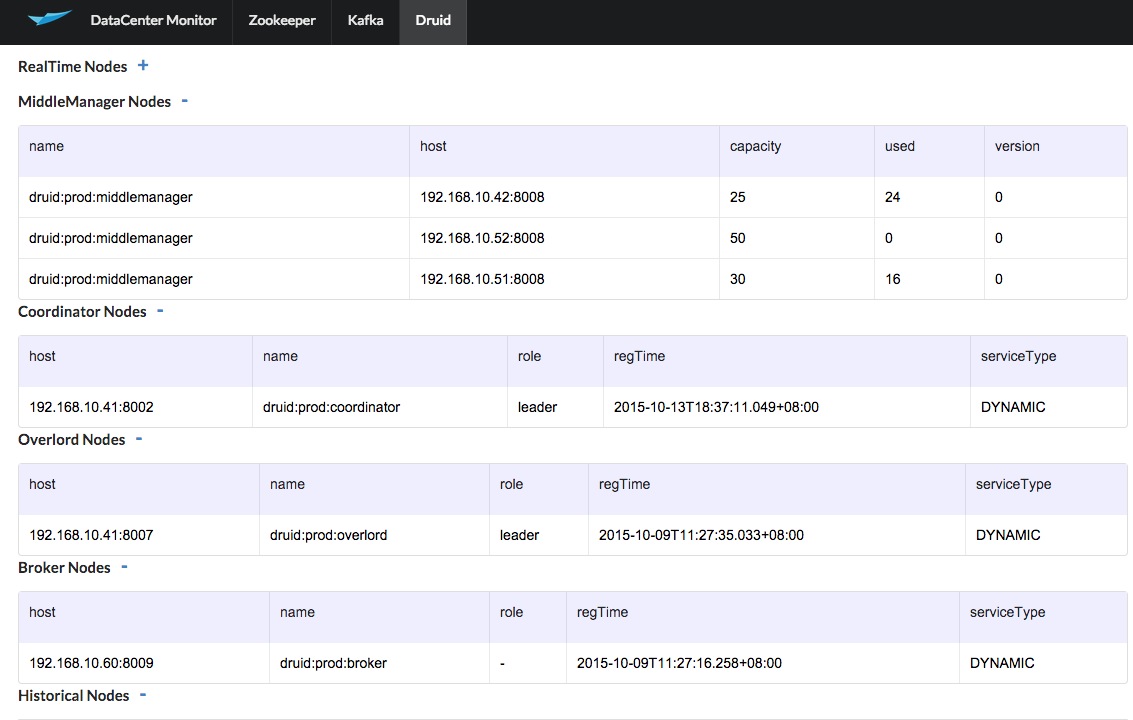 DataCenter Monitor Zookeeper Kafka Druid
RealTime Nodes +
MiddleManager Nodes -
name host capacity used version
druid:prod:middlemanager 192.168.10.42:8008 25 24 0
druid:prod:middlemanager 192.168.10.52:8008 50 0 0
druid:prod:middlemanager 192.168.10.51:8008 30 16 0
Coordinator Nodes -
host name role regTime serviceType
192.168.10.41:8002 druid:prod:coordinator leader 2015-10-13T18:37:11.049+08:00 DYNAMIC
Overlord Nodes -
host name role regTime serviceType
192.168.10.41:8007 druid:prod:overlord leader 2015-10-09T11:27:35.033+08:00 DYNAMIC
Broker Nodes -
host name role regTime serviceType
192.168.10.60:8009 druid:prod:broker - 2015-10-09T11:27:16.258+08:00 DYNAMIC
Historical Nodes -